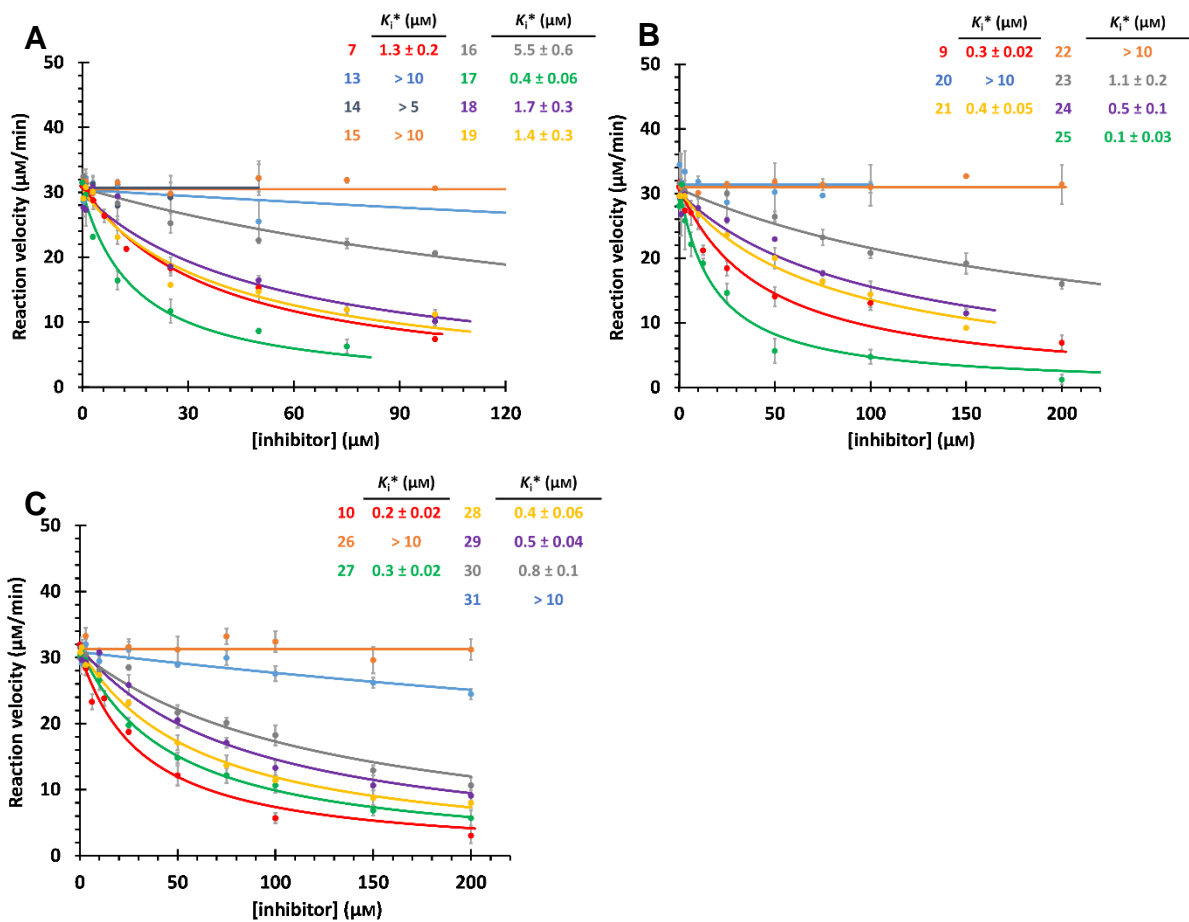 A
Kᵢ* (μM) Kᵢ* (μM)
7 1.3 ± 0.2 16 5.5 ± 0.6
13 > 10 17 0.4 ± 0.06
14 > 5 18 1.7 ± 0.3
15 > 10 19 1.4 ± 0.3
Reaction velocity (μM/min)
50
40
30
20
10
0
0 30 60 90 120
[inhibitor] (μM)
B
Kᵢ* (μM) Kᵢ* (μM)
9 0.3 ± 0.02 22 > 10
20 > 10 23 1.1 ± 0.2
21 0.4 ± 0.05 24 0.5 ± 0.1
25 0.1 ± 0.03
Reaction velocity (μM/min)
50
40
30
20
10
0
0 50 100 150 200
[inhibitor] (μM)
C
Kᵢ* (μM) Kᵢ* (μM)
10 0.2 ± 0.02 28 0.4 ± 0.06
26 > 10 29 0.5 ± 0.04
27 0.3 ± 0.02 30 0.8 ± 0.1
31 > 10
Reaction velocity (μM/min)
50
40
30
20
10
0
0 50 100 150 200
[inhibitor] (μM)